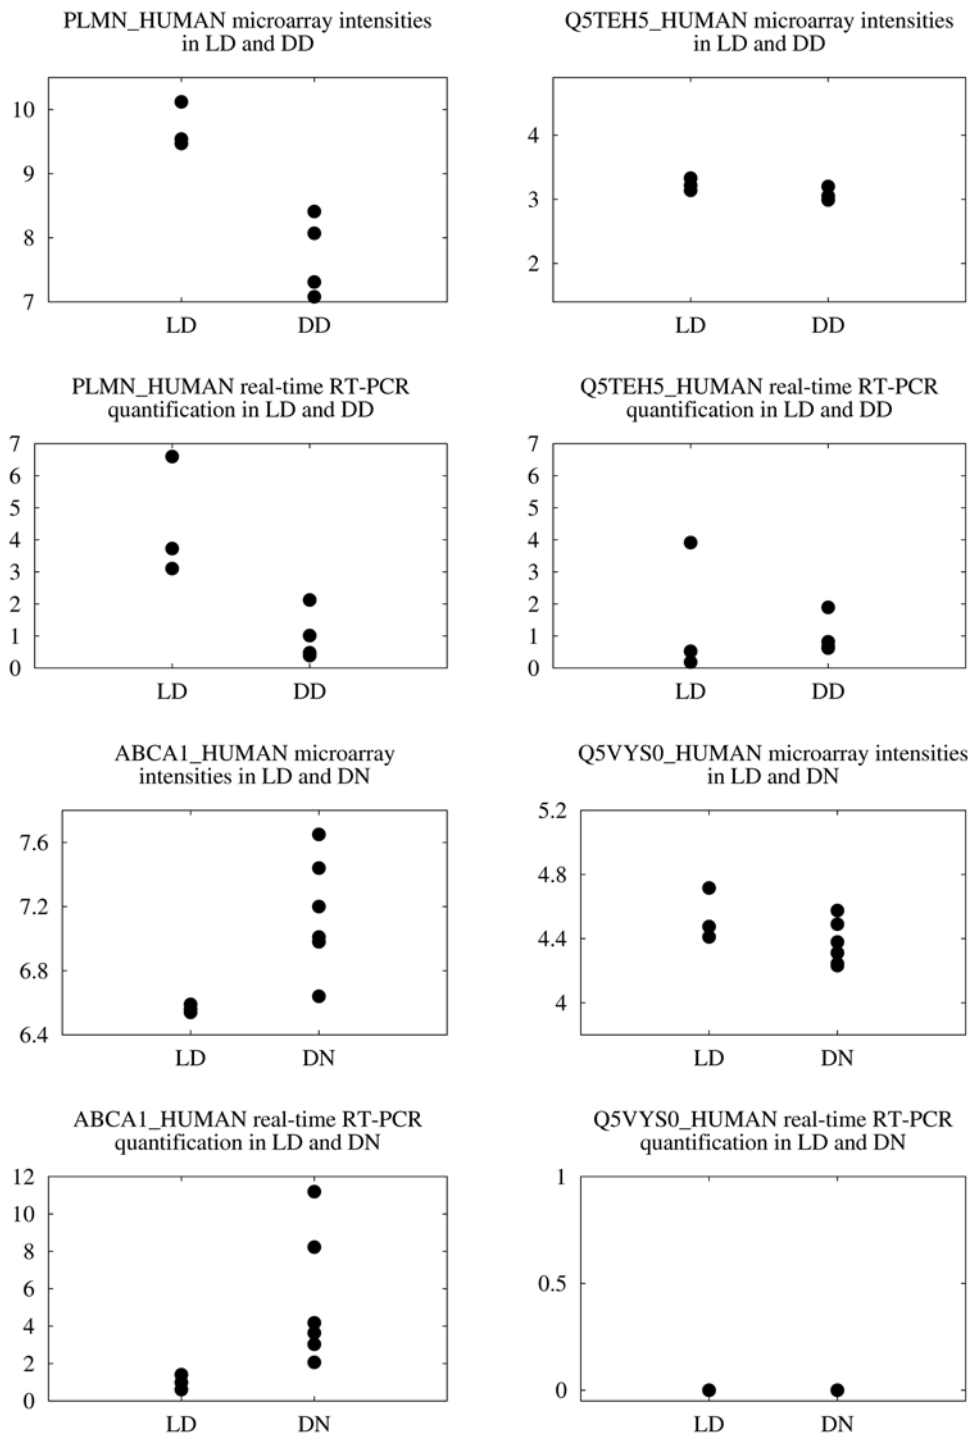 PLMN_HUMAN microarray intensities
in LD and DD
10
9
8
7
LD DD
Q5TEH5_HUMAN microarray intensities
in LD and DD
4
3
2
LD DD
PLMN_HUMAN real-time RT-PCR
quantification in LD and DD
7
6
5
4
3
2
1
0
LD DD
Q5TEH5_HUMAN real-time RT-PCR
quantification in LD and DD
7
6
5
4
3
2
1
0
LD DD
ABCA1_HUMAN microarray
intensities in LD and DN
7.6
7.2
6.8
6.4
LD DN
Q5VYS0_HUMAN microarray intensities
in LD and DN
5.2
4.8
4.4
4
LD DN
ABCA1_HUMAN real-time RT-PCR
quantification in LD and DN
12
10
8
6
4
2
0
LD DN
Q5VYS0_HUMAN real-time RT-PCR
quantification in LD and DN
1
0.5
0
LD DN